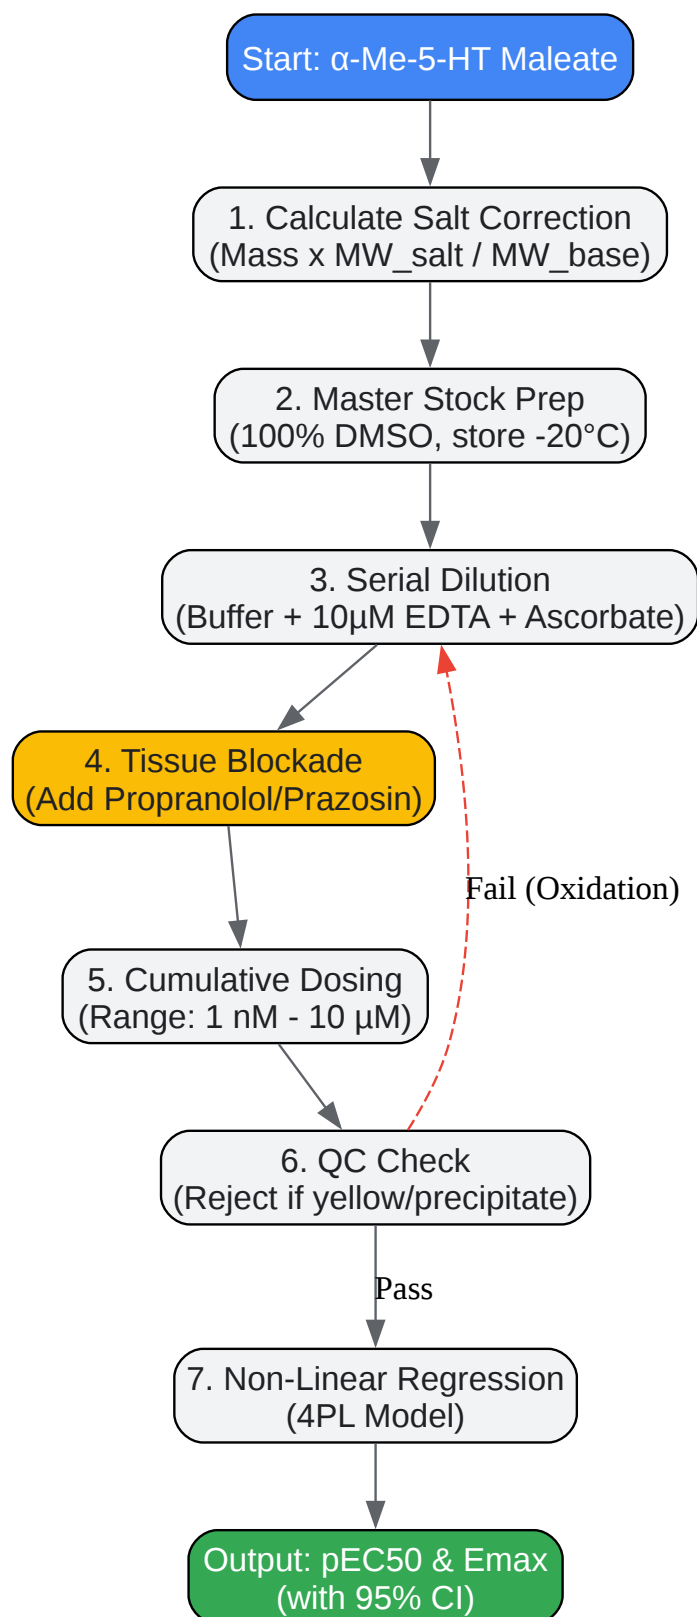 Start: α-Me-5-HT Maleate
1. Calculate Salt Correction
(Mass x MW_salt / MW_base)
2. Master Stock Prep
(100% DMSO, store -20°C)
3. Serial Dilution
(Buffer + 10µM EDTA + Ascorbate)
4. Tissue Blockade
(Add Propranolol/Prazosin)
Fail (Oxidation)
5. Cumulative Dosing
(Range: 1 nM - 10 µM)
6. QC Check
(Reject if yellow/precipitate)
Pass
7. Non-Linear Regression
(4PL Model)
Output: pEC50 & Emax
(with 95% CI)